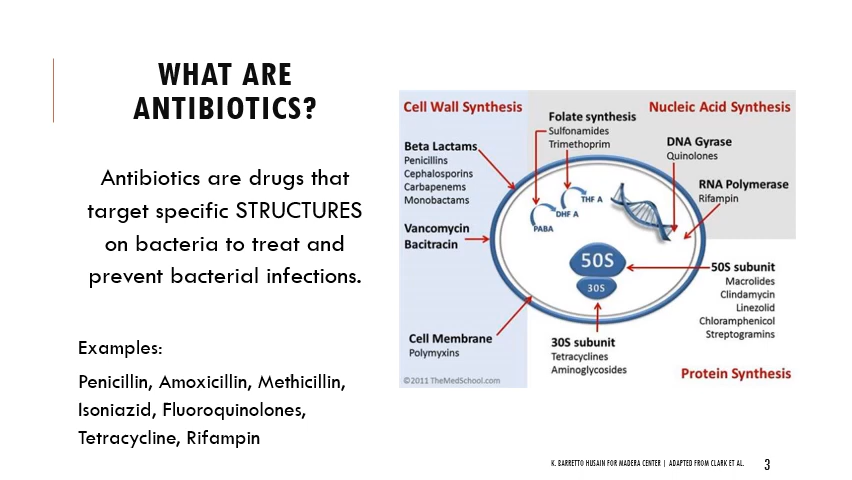 WHAT ARE
ANTIBIOTICS?
Antibiotics are drugs that
target specific STRUCTURES
on bacteria to treat and
prevent bacterial infections.
Examples:
Penicillin, Amoxicillin, Methicillin,
Isoniazid, Fluoroquinolones,
Tetracycline, Rifampin
Cell Wall Synthesis
Beta Lactams
Penicillins
Cephalosporins
Carbapenems
Monobactams
Vancomycin
Bacitracin
Cell Membrane
Polymyxins
©2011 TheMedSchool.com
Folate synthesis
Sulfonamides
Trimethoprim
PABA
DHF A
THF A
50S
30S
30S subunit
Tetracyclines
Aminoglycosides
Nucleic Acid Synthesis
DNA Gyrase
Quinolones
RNA Polymerase
Rifampin
50S subunit
Macrolides
Clindamycin
Linezolid
Chloramphenicol
Streptogramins
Protein Synthesis
K. BARRETTO HUSAIN FOR MADERA CENTER | ADAPTED FROM CLARK ET AL.
3